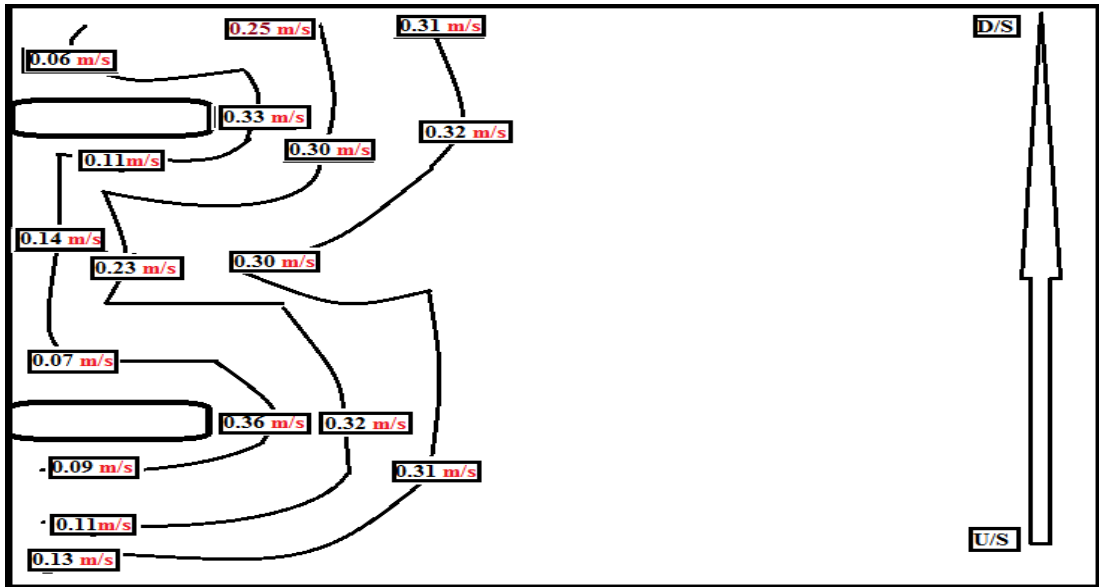 0.25 m/s
0.31 m/s
D/S
0.06 m/s
0.33 m/s
0.32 m/s
0.30 m/s
0.11m/s
0.14 m/s
0.23 m/s
0.30 m/s
0.07 m/s
0.36 m/s
0.32 m/s
0.09 m/s
0.31 m/s
0.11m/s
U/S
0.13 m/s